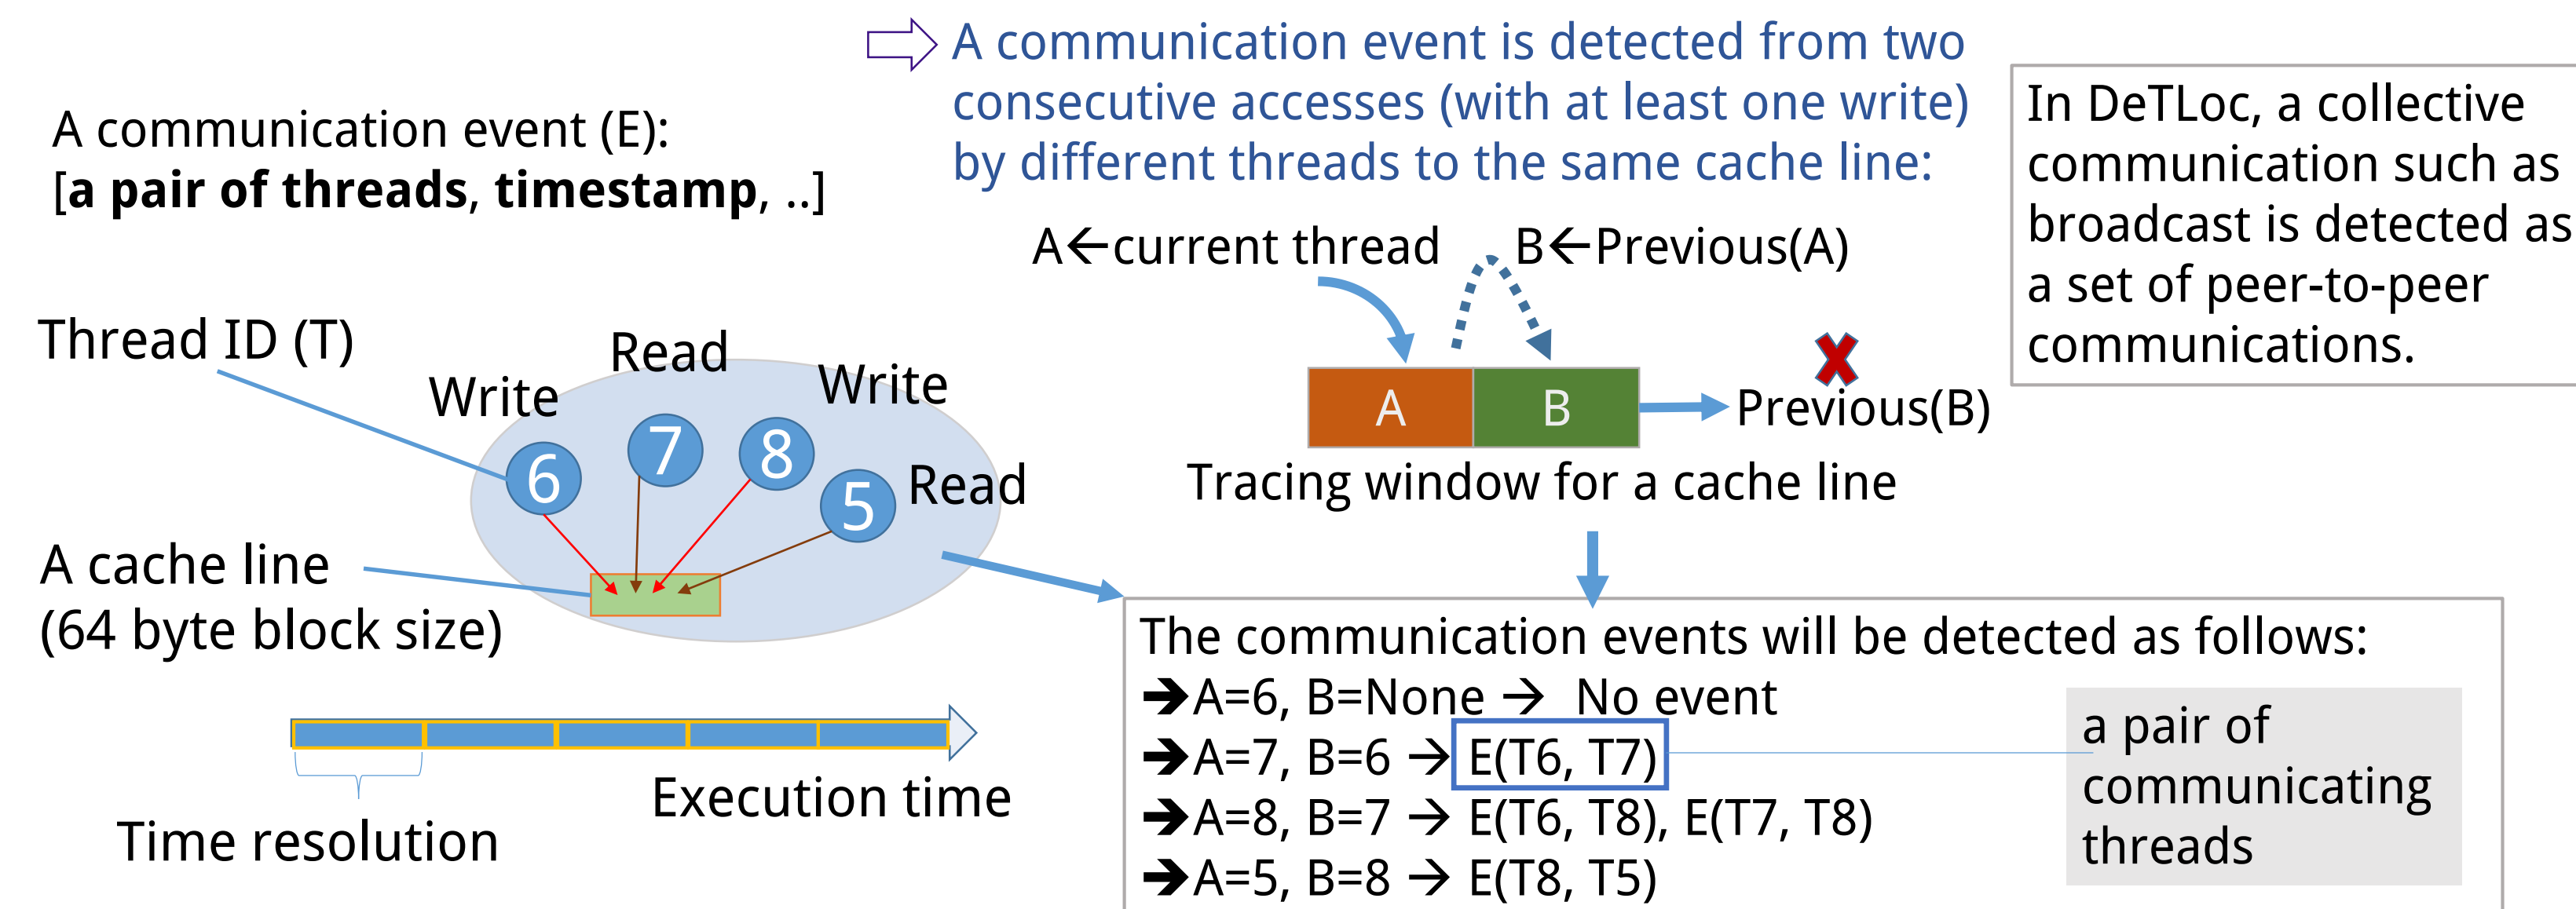 A communication event is detected from two
consecutive accesses (with at least one write)
by different threads to the same cache line:
In DeTLoc, a collective
communication such as
broadcast is detected as
a set of peer-to-peer
communications.
A communication event (E):
[a pair of threads, timestamp, ..]
A←current thread
B←Previous(A)
A
B
Previous(B)
Tracing window for a cache line
Thread ID (T)
Write
Read
Write
Read
6
7
8
5
A cache line
(64 byte block size)
Time resolution
Execution time
The communication events will be detected as follows:
➔A=6, B=None → No event
➔A=7, B=6 → E(T6, T7)
➔A=8, B=7 → E(T6, T8), E(T7, T8)
➔A=5, B=8 → E(T8, T5)
a pair of
communicating
threads